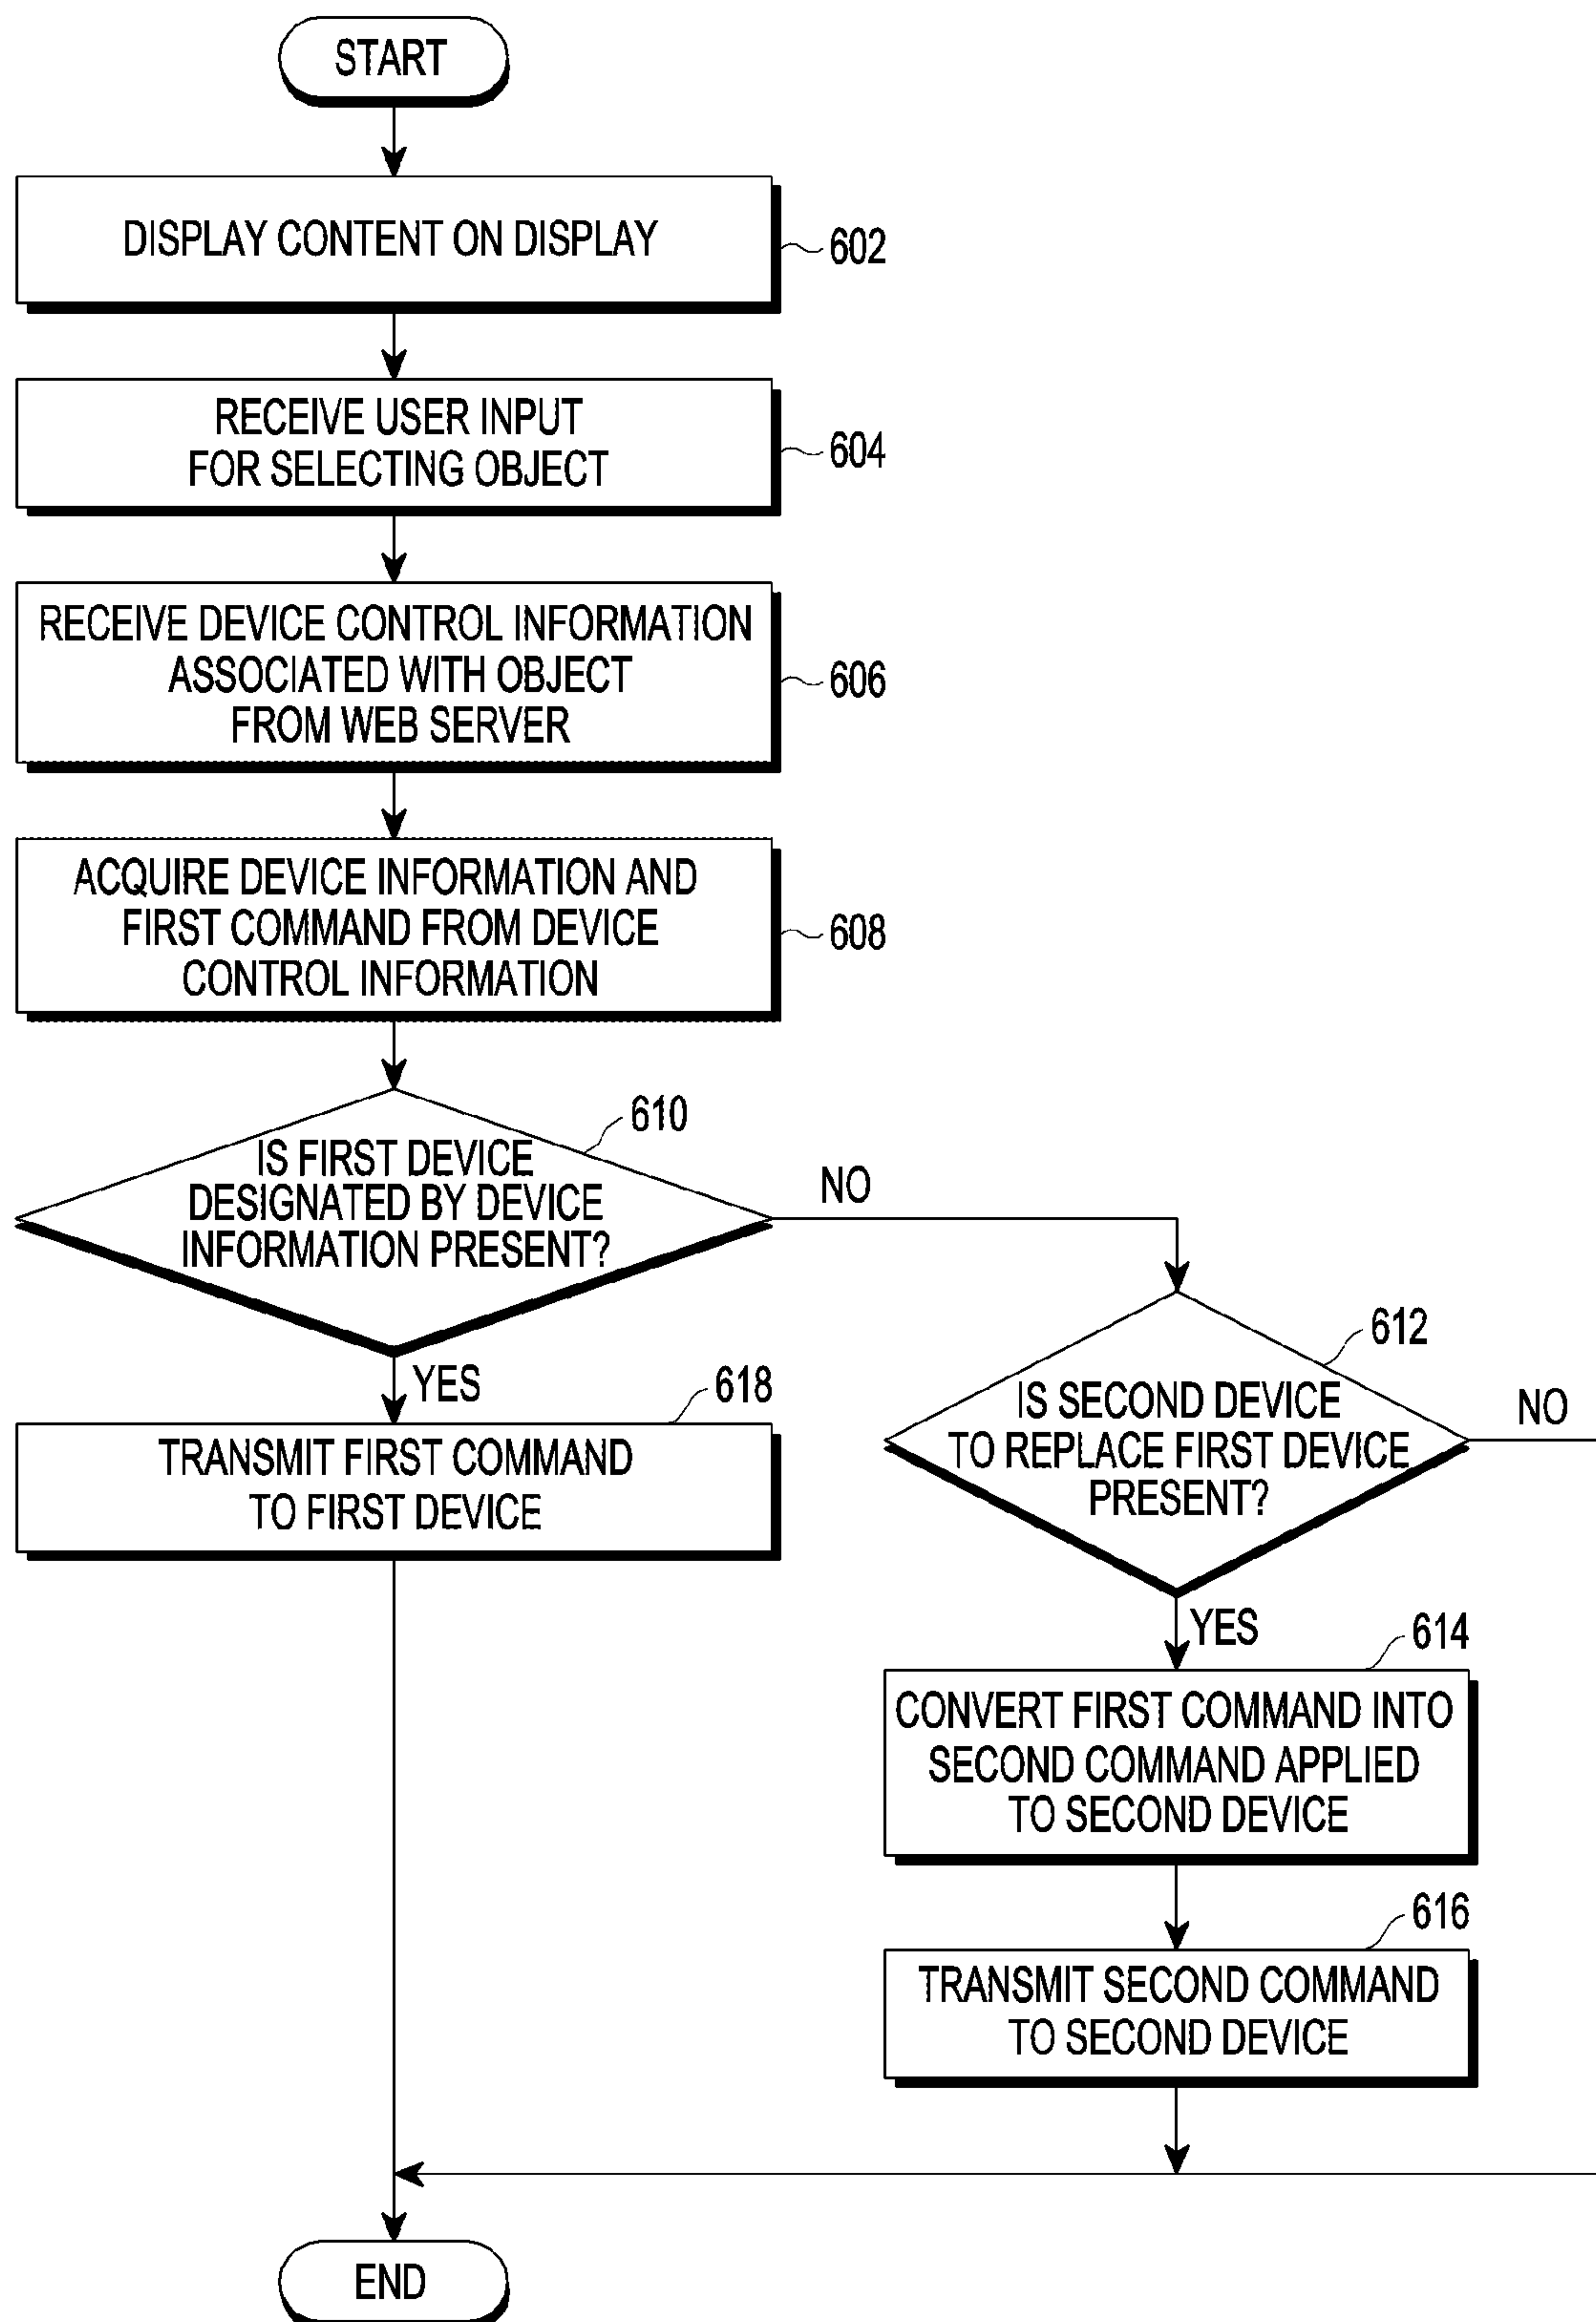 START
DISPLAY CONTENT ON DISPLAY
602
RECEIVE USER INPUT
FOR SELECTING OBJECT
604
RECEIVE DEVICE CONTROL INFORMATION
ASSOCIATED WITH OBJECT
FROM WEB SERVER
606
ACQUIRE DEVICE INFORMATION AND
FIRST COMMAND FROM DEVICE
CONTROL INFORMATION
608
610
IS FIRST DEVICE
DESIGNATED BY DEVICE
INFORMATION PRESENT?
NO
YES
618
TRANSMIT FIRST COMMAND
TO FIRST DEVICE
612
IS SECOND DEVICE
TO REPLACE FIRST DEVICE
PRESENT?
NO
YES
614
CONVERT FIRST COMMAND INTO
SECOND COMMAND APPLIED
TO SECOND DEVICE
616
TRANSMIT SECOND COMMAND
TO SECOND DEVICE
END